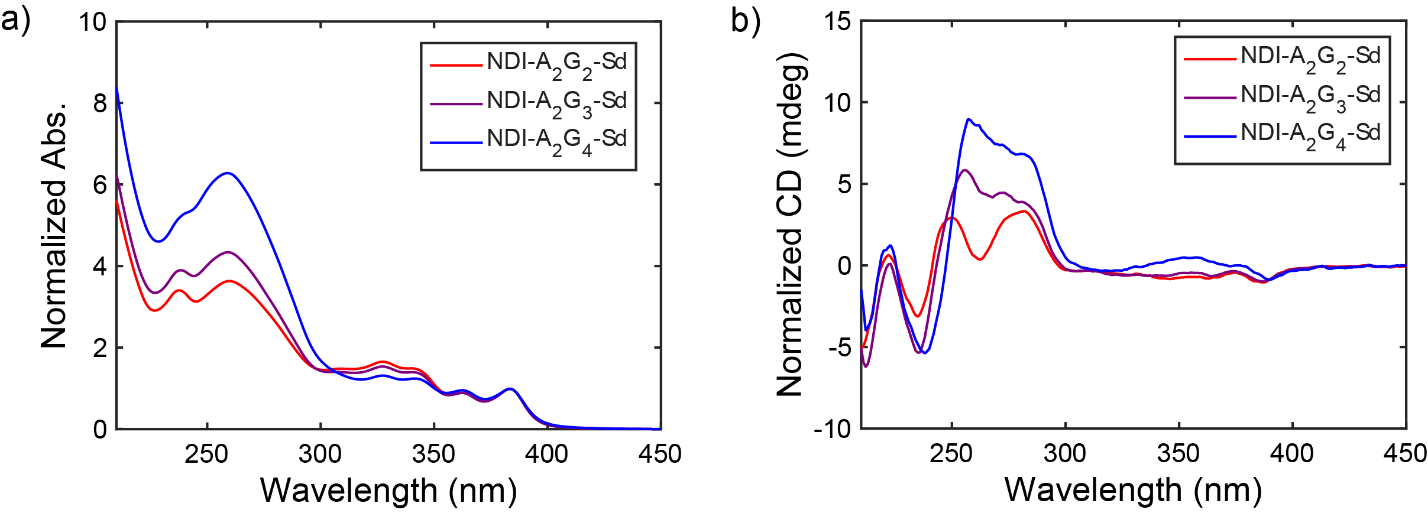 a)
10
8
6
4
2
0
250
300
350
400
450
Normalized Abs.
Wavelength (nm)
NDI-A₂G₂-Sd
NDI-A₂G₃-Sd
NDI-A₂G₄-Sd
b)
15
10
5
0
-5
-10
250
300
350
400
450
Normalized CD (mdeg)
Wavelength (nm)
NDI-A₂G₂-Sd
NDI-A₂G₃-Sd
NDI-A₂G₄-Sd